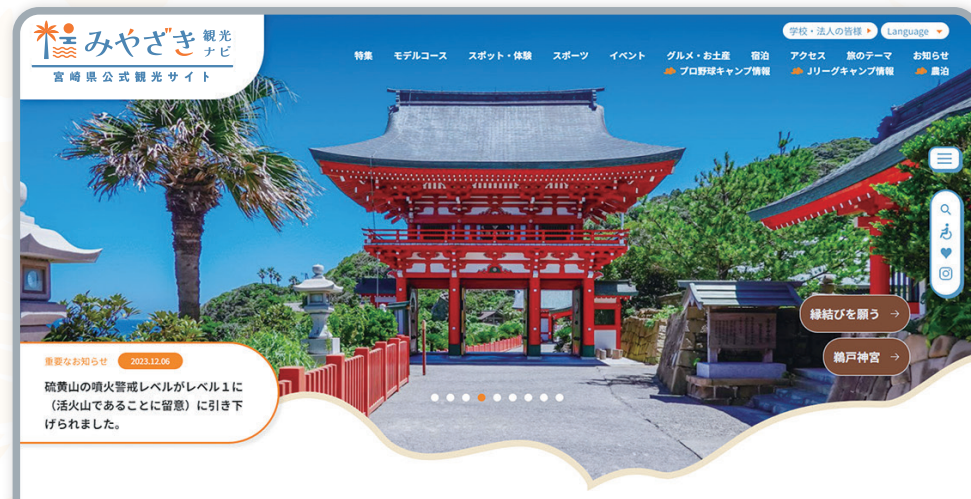 みやざき 観光ナビ
宮崎県公式観光サイト
学校・法人の皆様
Language
特集 モデルコース スポット・体験 スポーツ イベント グルメ・お土産 宿泊 アクセス 旅のテーマ お知らせ
プロ野球キャンプ情報 Jリーグキャンプ情報 農泊
縁結びを願う
鵜戸神宮
重要なお知らせ 2023.12.06
硫黄山の噴火警戒レベルがレベル1に
（活火山であることに留意）に引き下
げられました。